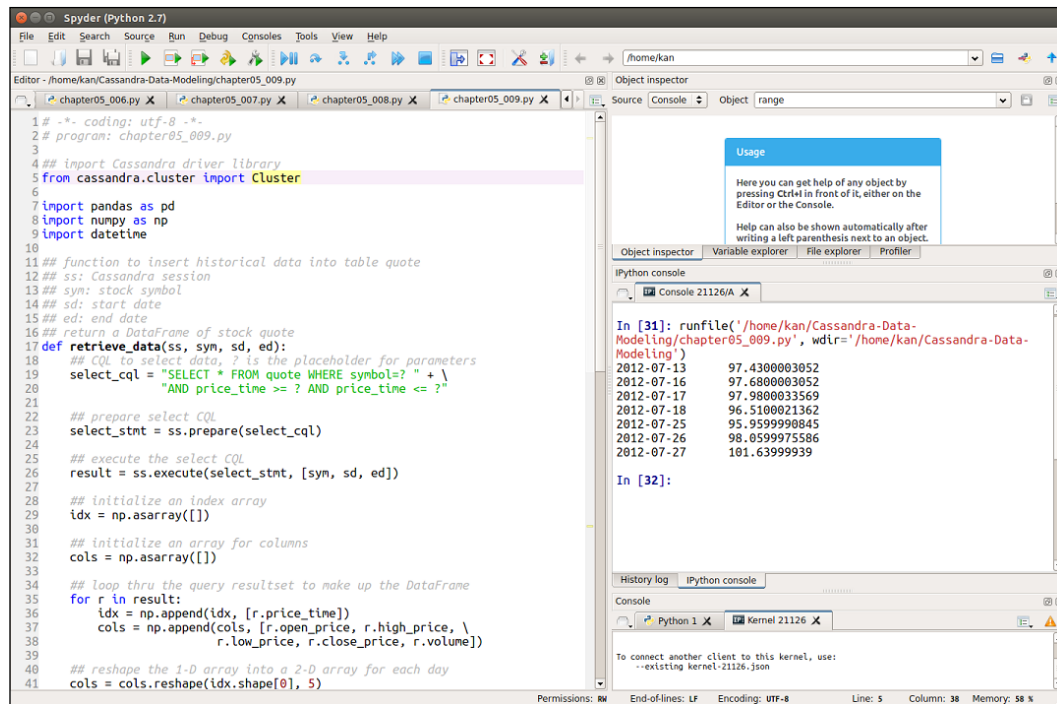 Spyder (Python 2.7)
File Edit Search Source Run Debug Consoles Tools View Help
/home/kan
Editor - /home/kan/Cassandra-Data-Modeling/chapter05_009.py
chapter05_006.py chapter05_007.py chapter05_008.py chapter05_009.py
1 # -*- coding: utf-8 -*-
2 # program: chapter05_009.py
3
4 ## import Cassandra driver library
5 from cassandra.cluster import Cluster
6
7 import pandas as pd
8 import numpy as np
9 import datetime
10
11 ## function to insert historical data into table quote
12 ## ss: Cassandra session
13 ## sym: stock symbol
14 ## sd: start date
15 ## ed: end date
16 ## return a DataFrame of stock quote
17 def retrieve_data(ss, sym, sd, ed):
18     ## CQL to select data, ? is the placeholder for parameters
19     select_cql = "SELECT * FROM quote WHERE symbol=? " + \
20                  "AND price_time >= ? AND price_time <= ?"
21
22     ## prepare select CQL
23     select_stmt = ss.prepare(select_cql)
24
25     ## execute the select CQL
26     result = ss.execute(select_stmt, [sym, sd, ed])
27
28     ## initialize an index array
29     idx = np.asarray([])
30
31     ## initialize an array for columns
32     cols = np.asarray([])
33
34     ## loop thru the query resultset to make up the DataFrame
35     for r in result:
36         idx = np.append(idx, [r.price_time])
37         cols = np.append(cols, [r.open_price, r.high_price, \
38                          r.low_price, r.close_price, r.volume])
39
40     ## reshape the 1-D array into a 2-D array for each day
41     cols = cols.reshape(idx.shape[0], 5)
Object inspector
Source Console Object range
Usage
Here you can get help of any object by
pressing Ctrl+I in front of it, either on the
Editor or the Console.
Help can also be shown automatically after
writing a left parenthesis next to an object.
Object inspector Variable explorer File explorer Profiler
IPython console
Console 21126/A
In [31]: runfile('/home/kan/Cassandra-Data-
Modeling/chapter05_009.py', wdir='/home/kan/Cassandra-Data-
Modeling')
2012-07-13 97.4300003052
2012-07-16 97.6800003052
2012-07-17 97.9800033569
2012-07-18 96.5100021362
2012-07-25 95.9599990845
2012-07-26 98.0599975586
2012-07-27 101.63999939
In [32]:
History log IPython console
Console
Python 1 Kernel 21126
To connect another client to this kernel, use:
--existing kernel-21126.json
Permissions: RW End-of-lines: LF Encoding: UTF-8 Line: 5 Column: 38 Memory: 58 %